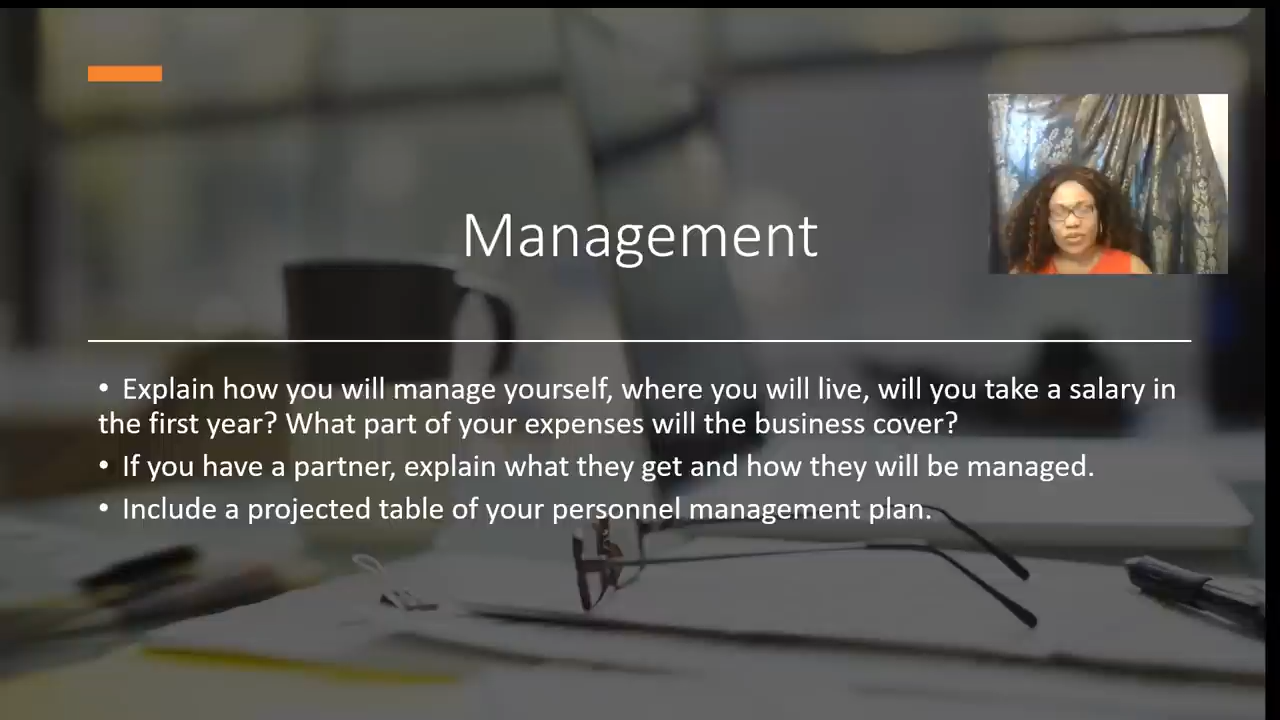 Management
• Explain how you will manage yourself, where you will live, will you take a salary in
the first year? What part of your expenses will the business cover?
• If you have a partner, explain what they get and how they will be managed.
• Include a projected table of your personnel management plan.